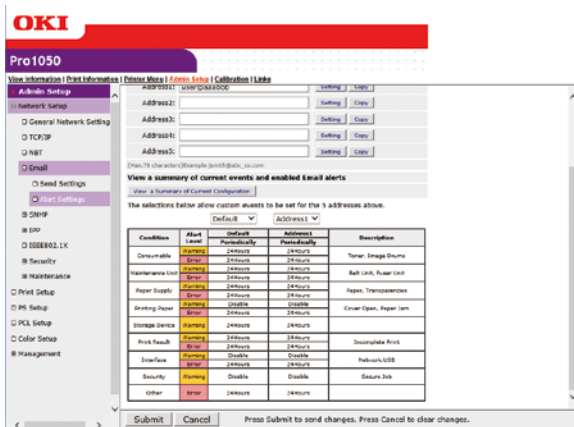 OKI
Pro1050
View Information | Print Information | Printer Menu | Admin Setup | Calibration | Links
Admin Setup
Network Setup
General Network Setting
TCP/IP
NBT
Email
Send Settings
Alert Settings
SNMP
IPP
IEEE802.1X
Security
Maintenance
Print Setup
PS Setup
PCL Setup
Color Setup
Management
Address1:
Setting Copy
Address2: Setting Copy
Address3: Setting Copy
Address4: Setting Copy
Address5: Setting Copy
View a summary of current events and enabled Email alerts
View a Summary of Current Configuration
The selections below allow custom events to be set for the 5 addresses above.
Default Address1
Condition Alert Level Default Periodically Address1 Periodically Description
Consumable Warning 24Hours 24Hours Toner, Image Drums
Error 24Hours 24Hours
Maintenance Unit Warning 24Hours 24Hours Belt Unit, Fuser Unit
Error 24Hours 24Hours
Paper Supply Warning 24Hours 24Hours Paper, Transparencies
Error 24Hours 24Hours
Printing Paper Warning Disable Disable Cover Open, Paper Jam
Error 24Hours 24Hours
Storage Device Warning 24Hours 24Hours
Print Result Warning 24Hours 24Hours Incomplete Print
Error 24Hours 24Hours
Interface Warning Disable Disable Network,USB
Error 24Hours 24Hours
Security Warning Disable Disable Secure Job
Other Error 24Hours 24Hours
Submit Cancel Press Submit to send changes. Press Cancel to clear changes.